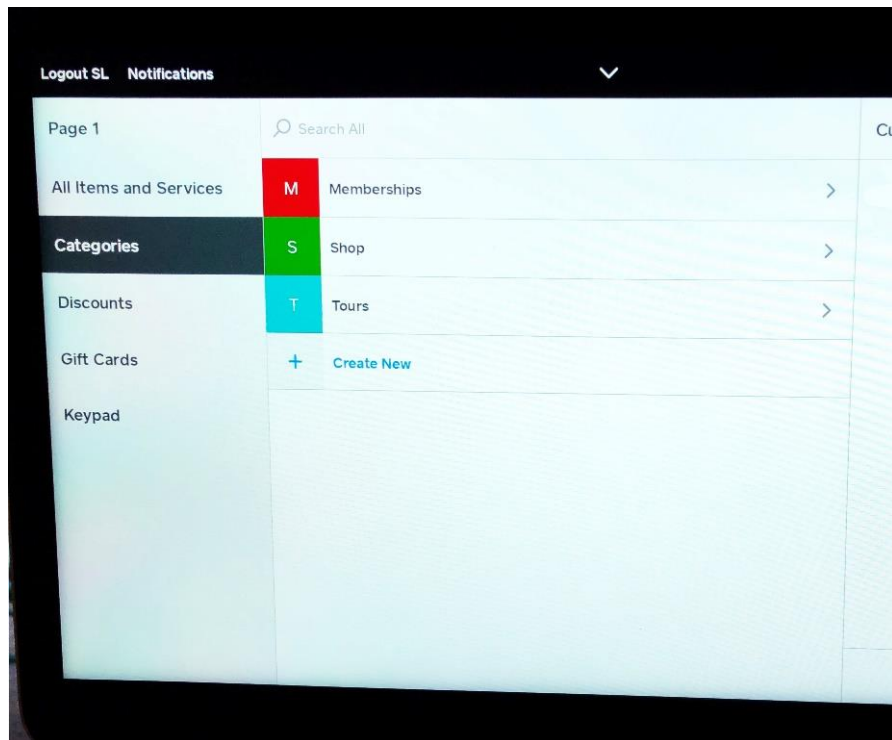 Logout SL Notifications
Page 1
Search All
All Items and Services
M Memberships
Categories
S Shop
Discounts
T Tours
Gift Cards
+ Create New
Keypad